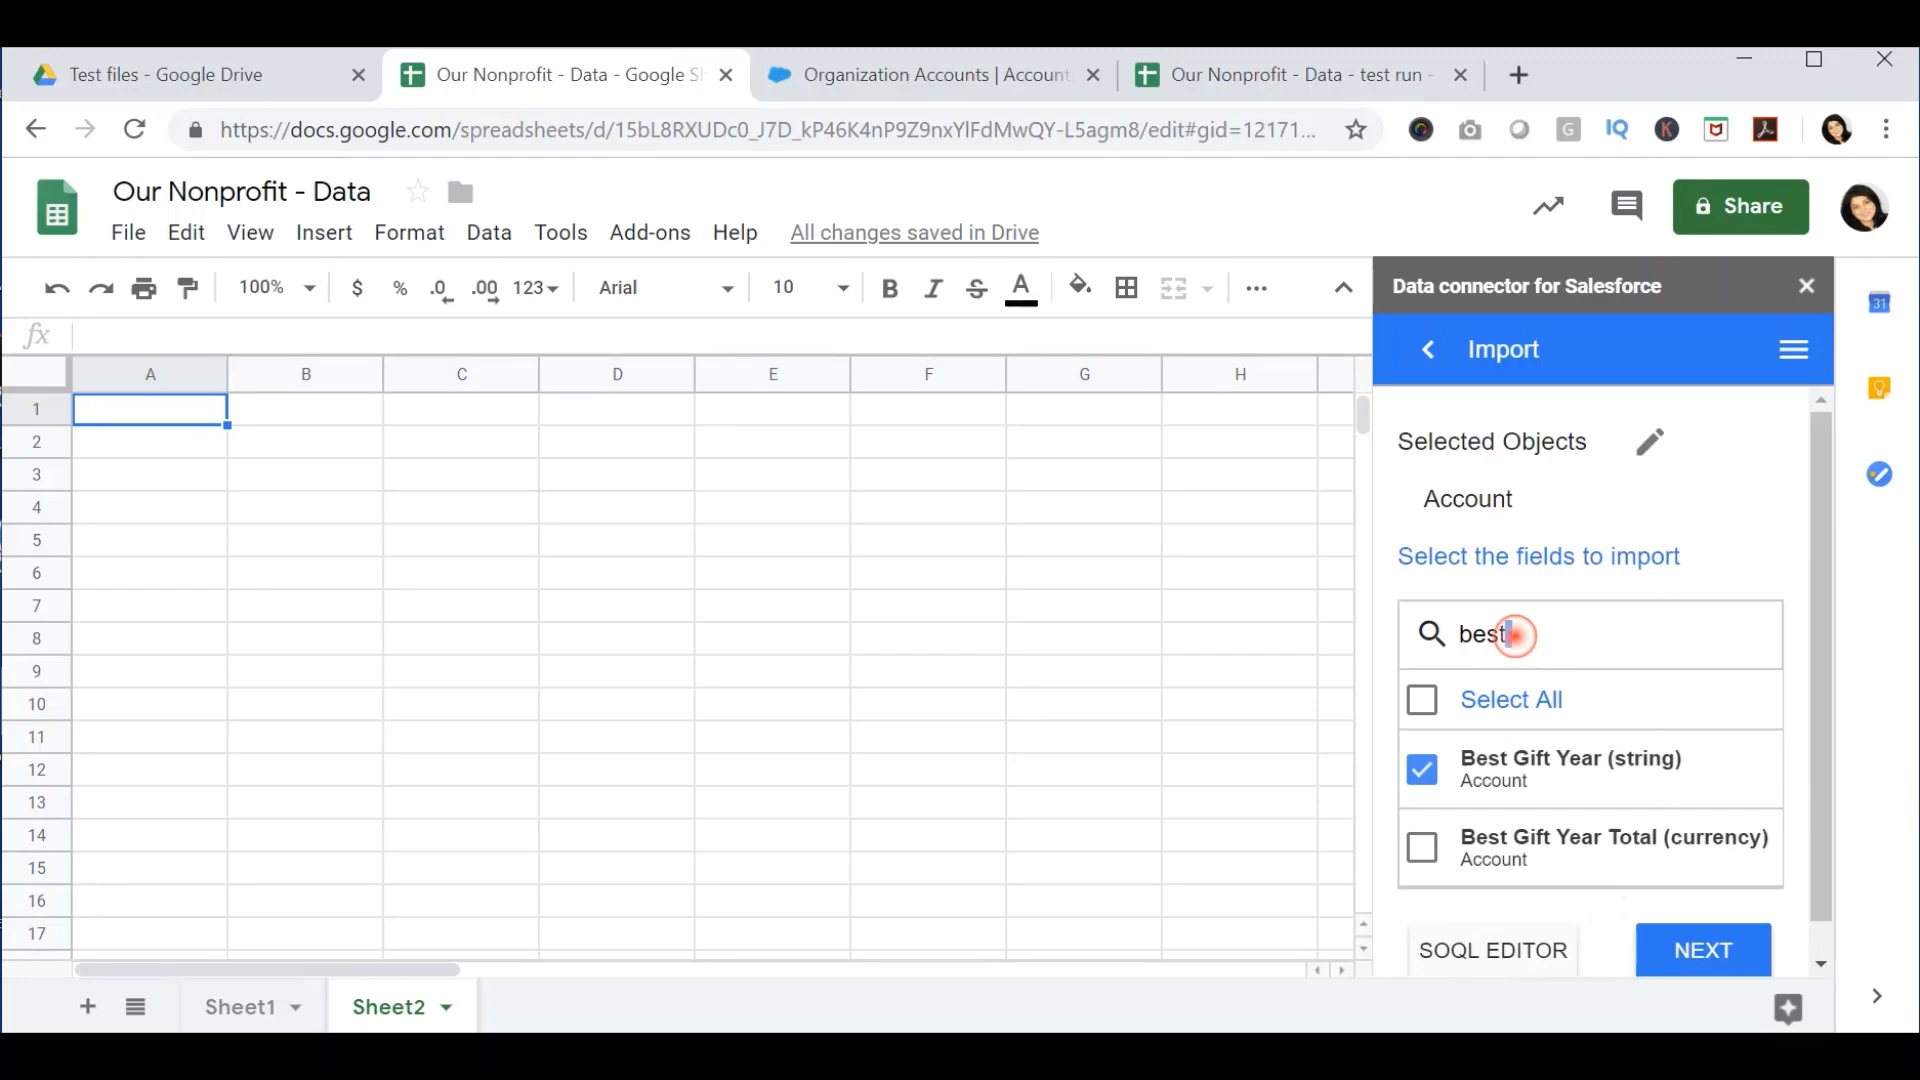 Test files - Google Drive
Our Nonprofit - Data - Google Sh
Organization Accounts | Account
Our Nonprofit - Data - test run -
https://docs.google.com/spreadsheets/d/15bL8RXUDc0_J7D_kP46K4nP9Z9nxYlFdMwQY-L5agm8/edit#gid=12171...
G
IQ
K
Our Nonprofit - Data
File Edit View Insert Format Data Tools Add-ons Help All changes saved in Drive
Share
100% $ % .0 .00 123 Arial 10 B I S A
fx
A B C D E F G H
1
2
3
4
5
6
7
8
9
10
11
12
13
14
15
16
17
Data connector for Salesforce
Import
Selected Objects
Account
Select the fields to import
best
Select All
Best Gift Year (string)
Account
Best Gift Year Total (currency)
Account
SOQL EDITOR NEXT
31
Sheet1 Sheet2